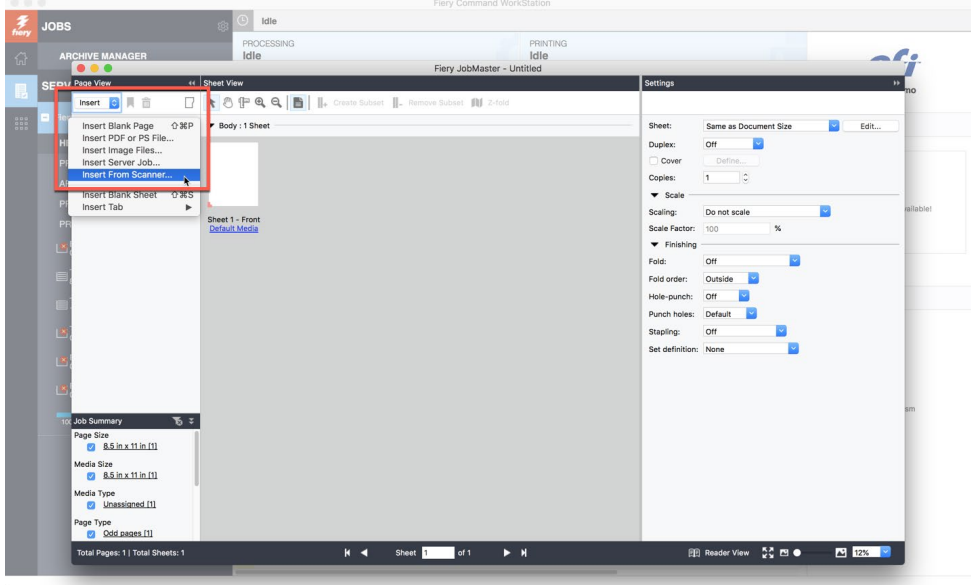 Fiery Command WorkStation
fiery
JOBS
Idle
ARCHIVE MANAGER
PROCESSING
Idle
PRINTING
Idle
efi
Fiery JobMaster - Untitled
Page View
Sheet View
Settings
Insert
Create Subset
Remove Subset
Z-fold
Insert Blank Page ⇧⌘P
Insert PDF or PS File...
Insert Image Files...
Insert Server Job...
Insert From Scanner...
Insert Blank Sheet ⇧⌘S
Insert Tab
Body : 1 Sheet
Sheet 1 - Front
Default Media
Sheet: Same as Document Size Edit...
Duplex: Off
Cover Define...
Copies: 1
Scale
Scaling: Do not scale
Scale Factor: 100 %
Finishing
Fold: Off
Fold order: Outside
Hole-punch: Off
Punch holes: Default
Stapling: Off
Set definition: None
Job Summary
Page Size
8.5 in x 11 in [1]
Media Size
8.5 in x 11 in [1]
Media Type
Unassigned [1]
Page Type
Odd pages [1]
Total Pages: 1 | Total Sheets: 1
Sheet 1 of 1
Reader View
12%